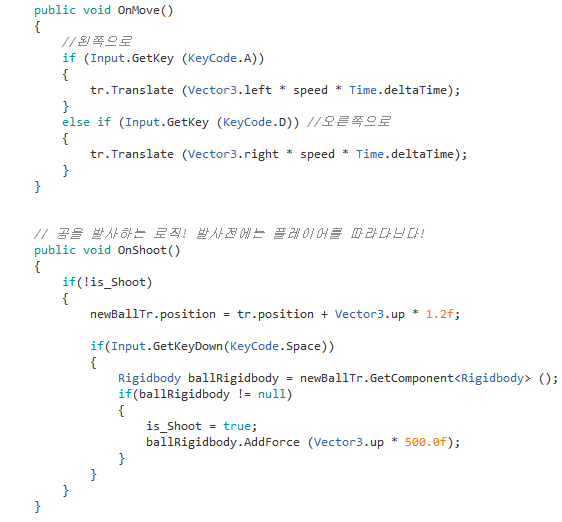 public void OnMove()
{
//왼쪽으로
if (Input.GetKey (KeyCode.A))
{
tr.Translate (Vector3.left * speed * Time.deltaTime);
}
else if (Input.GetKey (KeyCode.D)) //오른쪽으로
{
tr.Translate (Vector3.right * speed * Time.deltaTime);
}
}
// 공을 발사하는 로직! 발사전에는 플레이어를 따라다닌다!
public void OnShoot()
{
if(!is_Shoot)
{
newBallTr.position = tr.position + Vector3.up * 1.2f;
if(Input.GetKeyDown(KeyCode.Space))
{
Rigidbody ballRigidbody = newBallTr.GetComponent<Rigidbody> ();
if(ballRigidbody != null)
{
is_Shoot = true;
ballRigidbody.AddForce (Vector3.up * 500.0f);
}
}
}
}